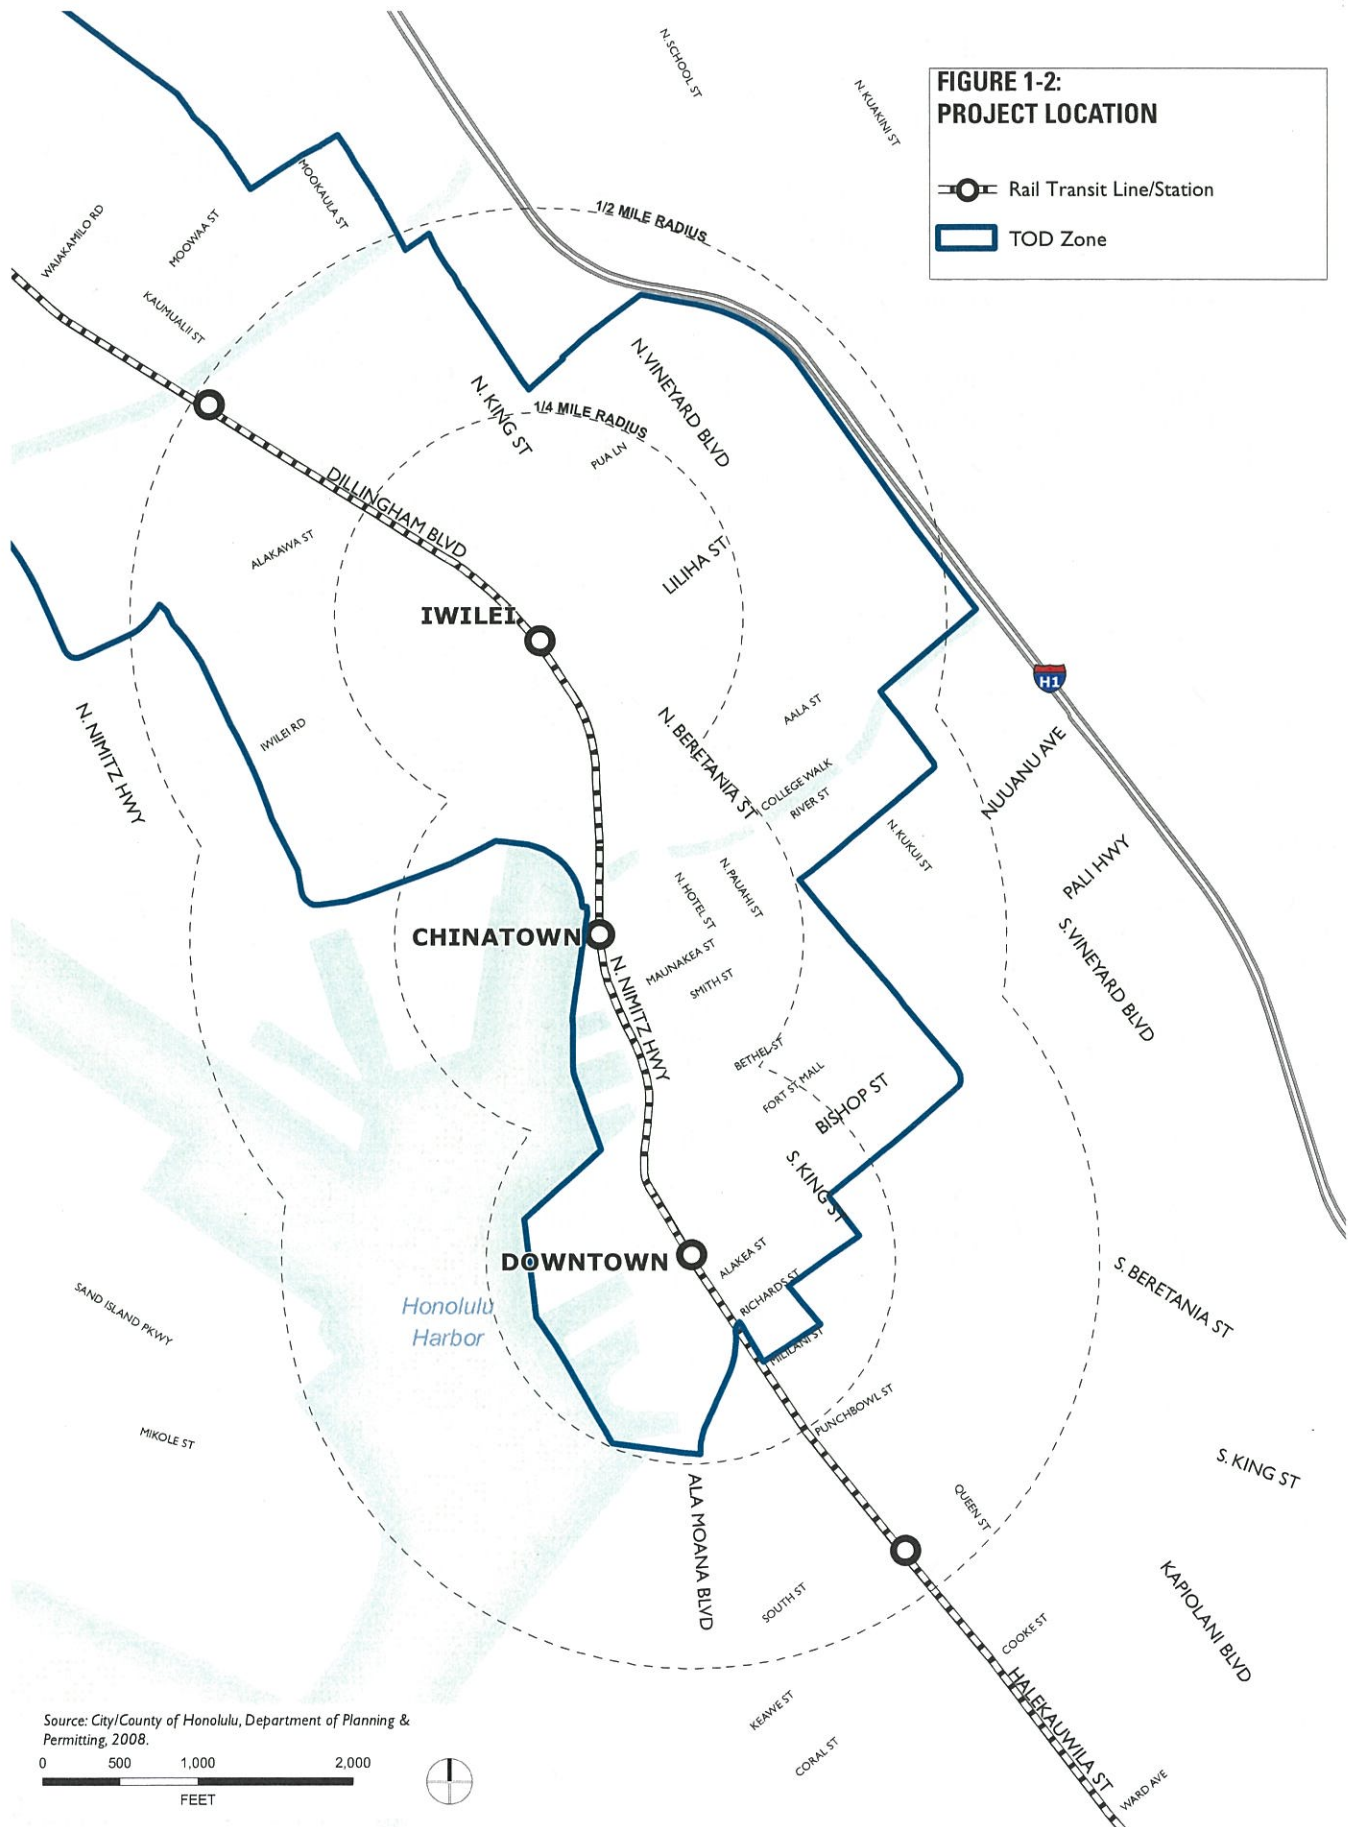 FIGURE 1-2:
PROJECT LOCATION
Rail Transit Line/Station
TOD Zone
N. SCHOOL ST
N. KUAKINI ST
MOOKAULA ST
WAIAKAMILO RD
MOOWAA ST
1/2 MILE RADIUS
KAUMUALII ST
N. VINEYARD BLVD
N. KING ST
1/4 MILE RADIUS
PUA LN
DILLINGHAM BLVD
ALAKAWA ST
LILIHA ST
IWILEI
H1
N. NIMITZ HWY
IWILEI RD
N. BERETANIA ST
AALA ST
NUUANU AVE
COLLEGE WALK
RIVER ST
N. KUKUI ST
PALI HWY
N. PAUAHI ST
N. HOTEL ST
CHINATOWN
S. VINEYARD BLVD
MAUNAKEA ST
SMITH ST
N. NIMITZ HWY
BETHEL ST
FORT ST MALL
BISHOP ST
S. KING ST
DOWNTOWN
ALAKEA ST
RICHARDS ST
S. BERETANIA ST
Honolulu
Harbor
SAND ISLAND PKWY
MILILANI ST
PUNCHBOWL ST
MIKOLE ST
S. KING ST
ALA MOANA BLVD
QUEEN ST
KAPIOLANI BLVD
SOUTH ST
COOKE ST
HALEKAUWILA ST
KEAWE ST
CORAL ST
WARD AVE
Source: City/County of Honolulu, Department of Planning &
Permitting, 2008.
0 500 1,000 2,000
FEET